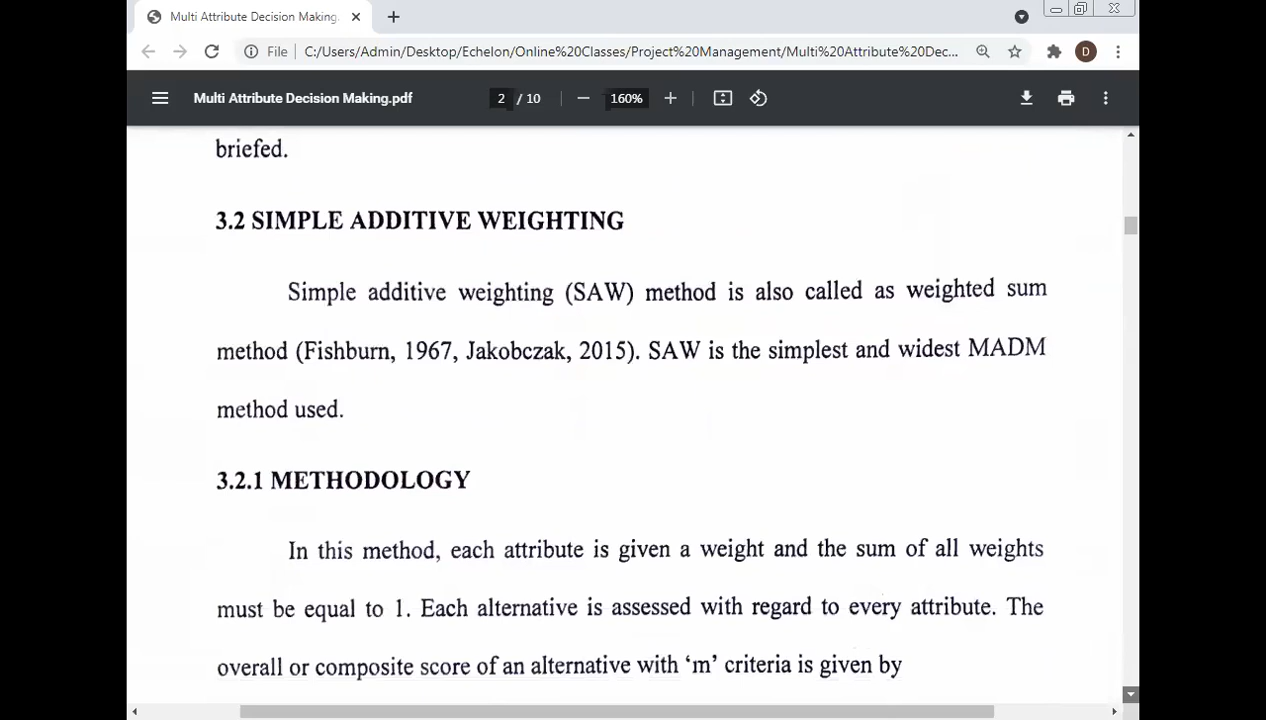 Multi Attribute Decision Making.
File
C:/Users/Admin/Desktop/Echelon/Online%20Classes/Project%20Management/Multi%20Attribute%20Dec...
D
Multi Attribute Decision Making.pdf
2 / 10
160%
briefed.
3.2 SIMPLE ADDITIVE WEIGHTING
Simple additive weighting (SAW) method is also called as weighted sum
method (Fishburn, 1967, Jakobczak, 2015). SAW is the simplest and widest MADM
method used.
3.2.1 METHODOLOGY
In this method, each attribute is given a weight and the sum of all weights
must be equal to 1. Each alternative is assessed with regard to every attribute. The
overall or composite score of an alternative with ‘m’ criteria is given by